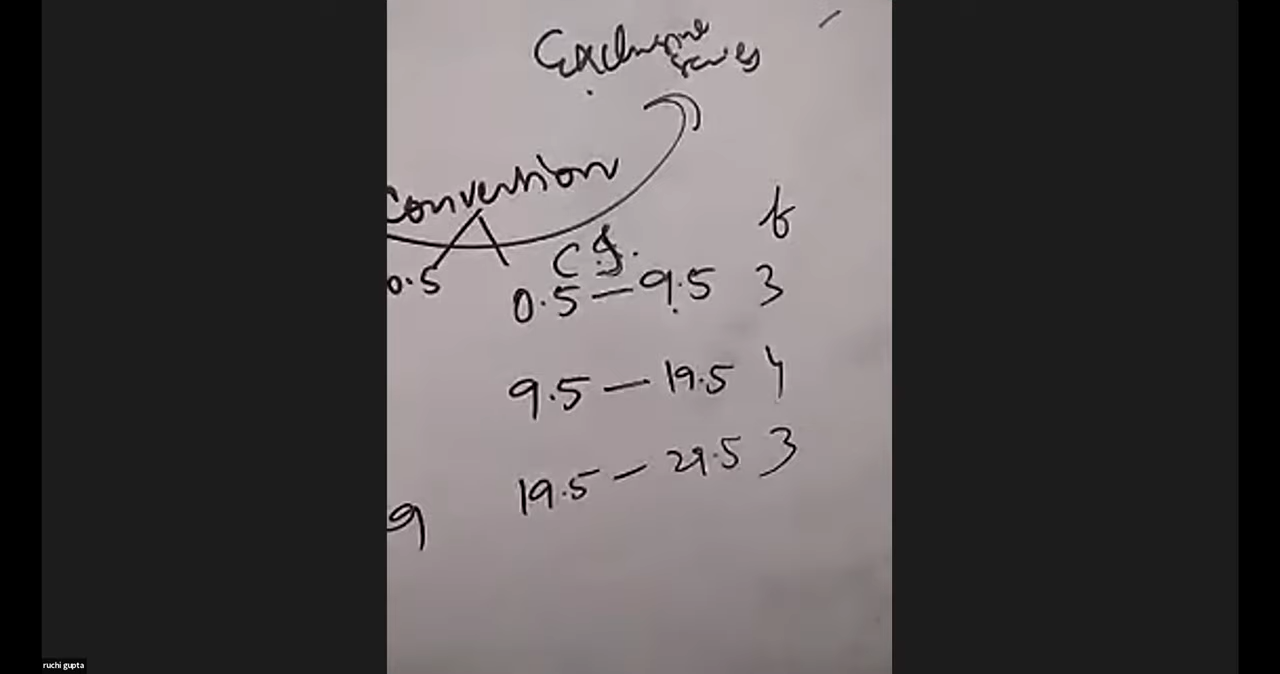 Exclusive
series
Conversion
0.5
C.I. f
0.5 — 9.5 3
9.5 — 19.5 4
19.5 — 29.5 3
9
ruchi gupta